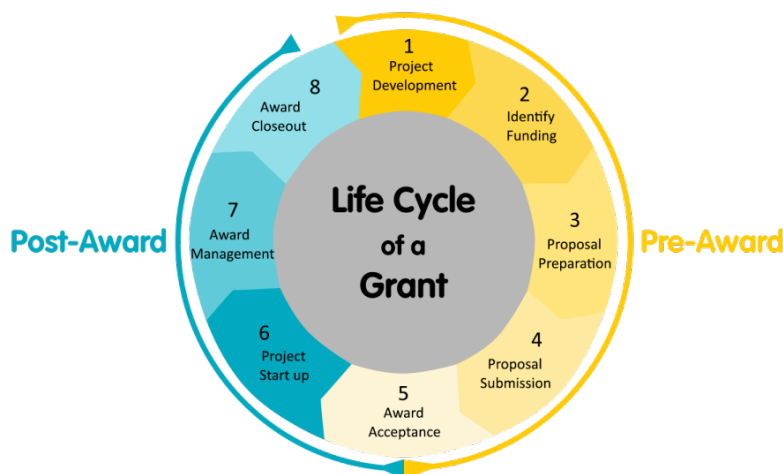 1
Project
Development
2
Identify
Funding
3
Proposal
Preparation
4
Proposal
Submission
5
Award
Acceptance
6
Project
Start up
7
Award
Management
8
Award
Closeout
Life Cycle
of a
Grant
Post-Award
Pre-Award